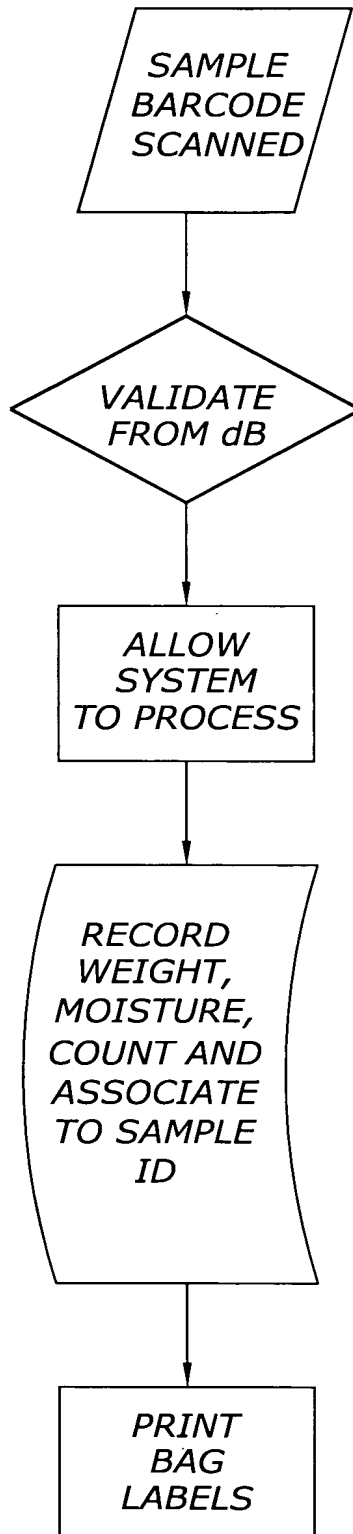 SAMPLE
BARCODE
SCANNED
VALIDATE
FROM dB
ALLOW
SYSTEM
TO PROCESS
RECORD
WEIGHT,
MOISTURE,
COUNT AND
ASSOCIATE
TO SAMPLE
ID
PRINT
BAG
LABELS